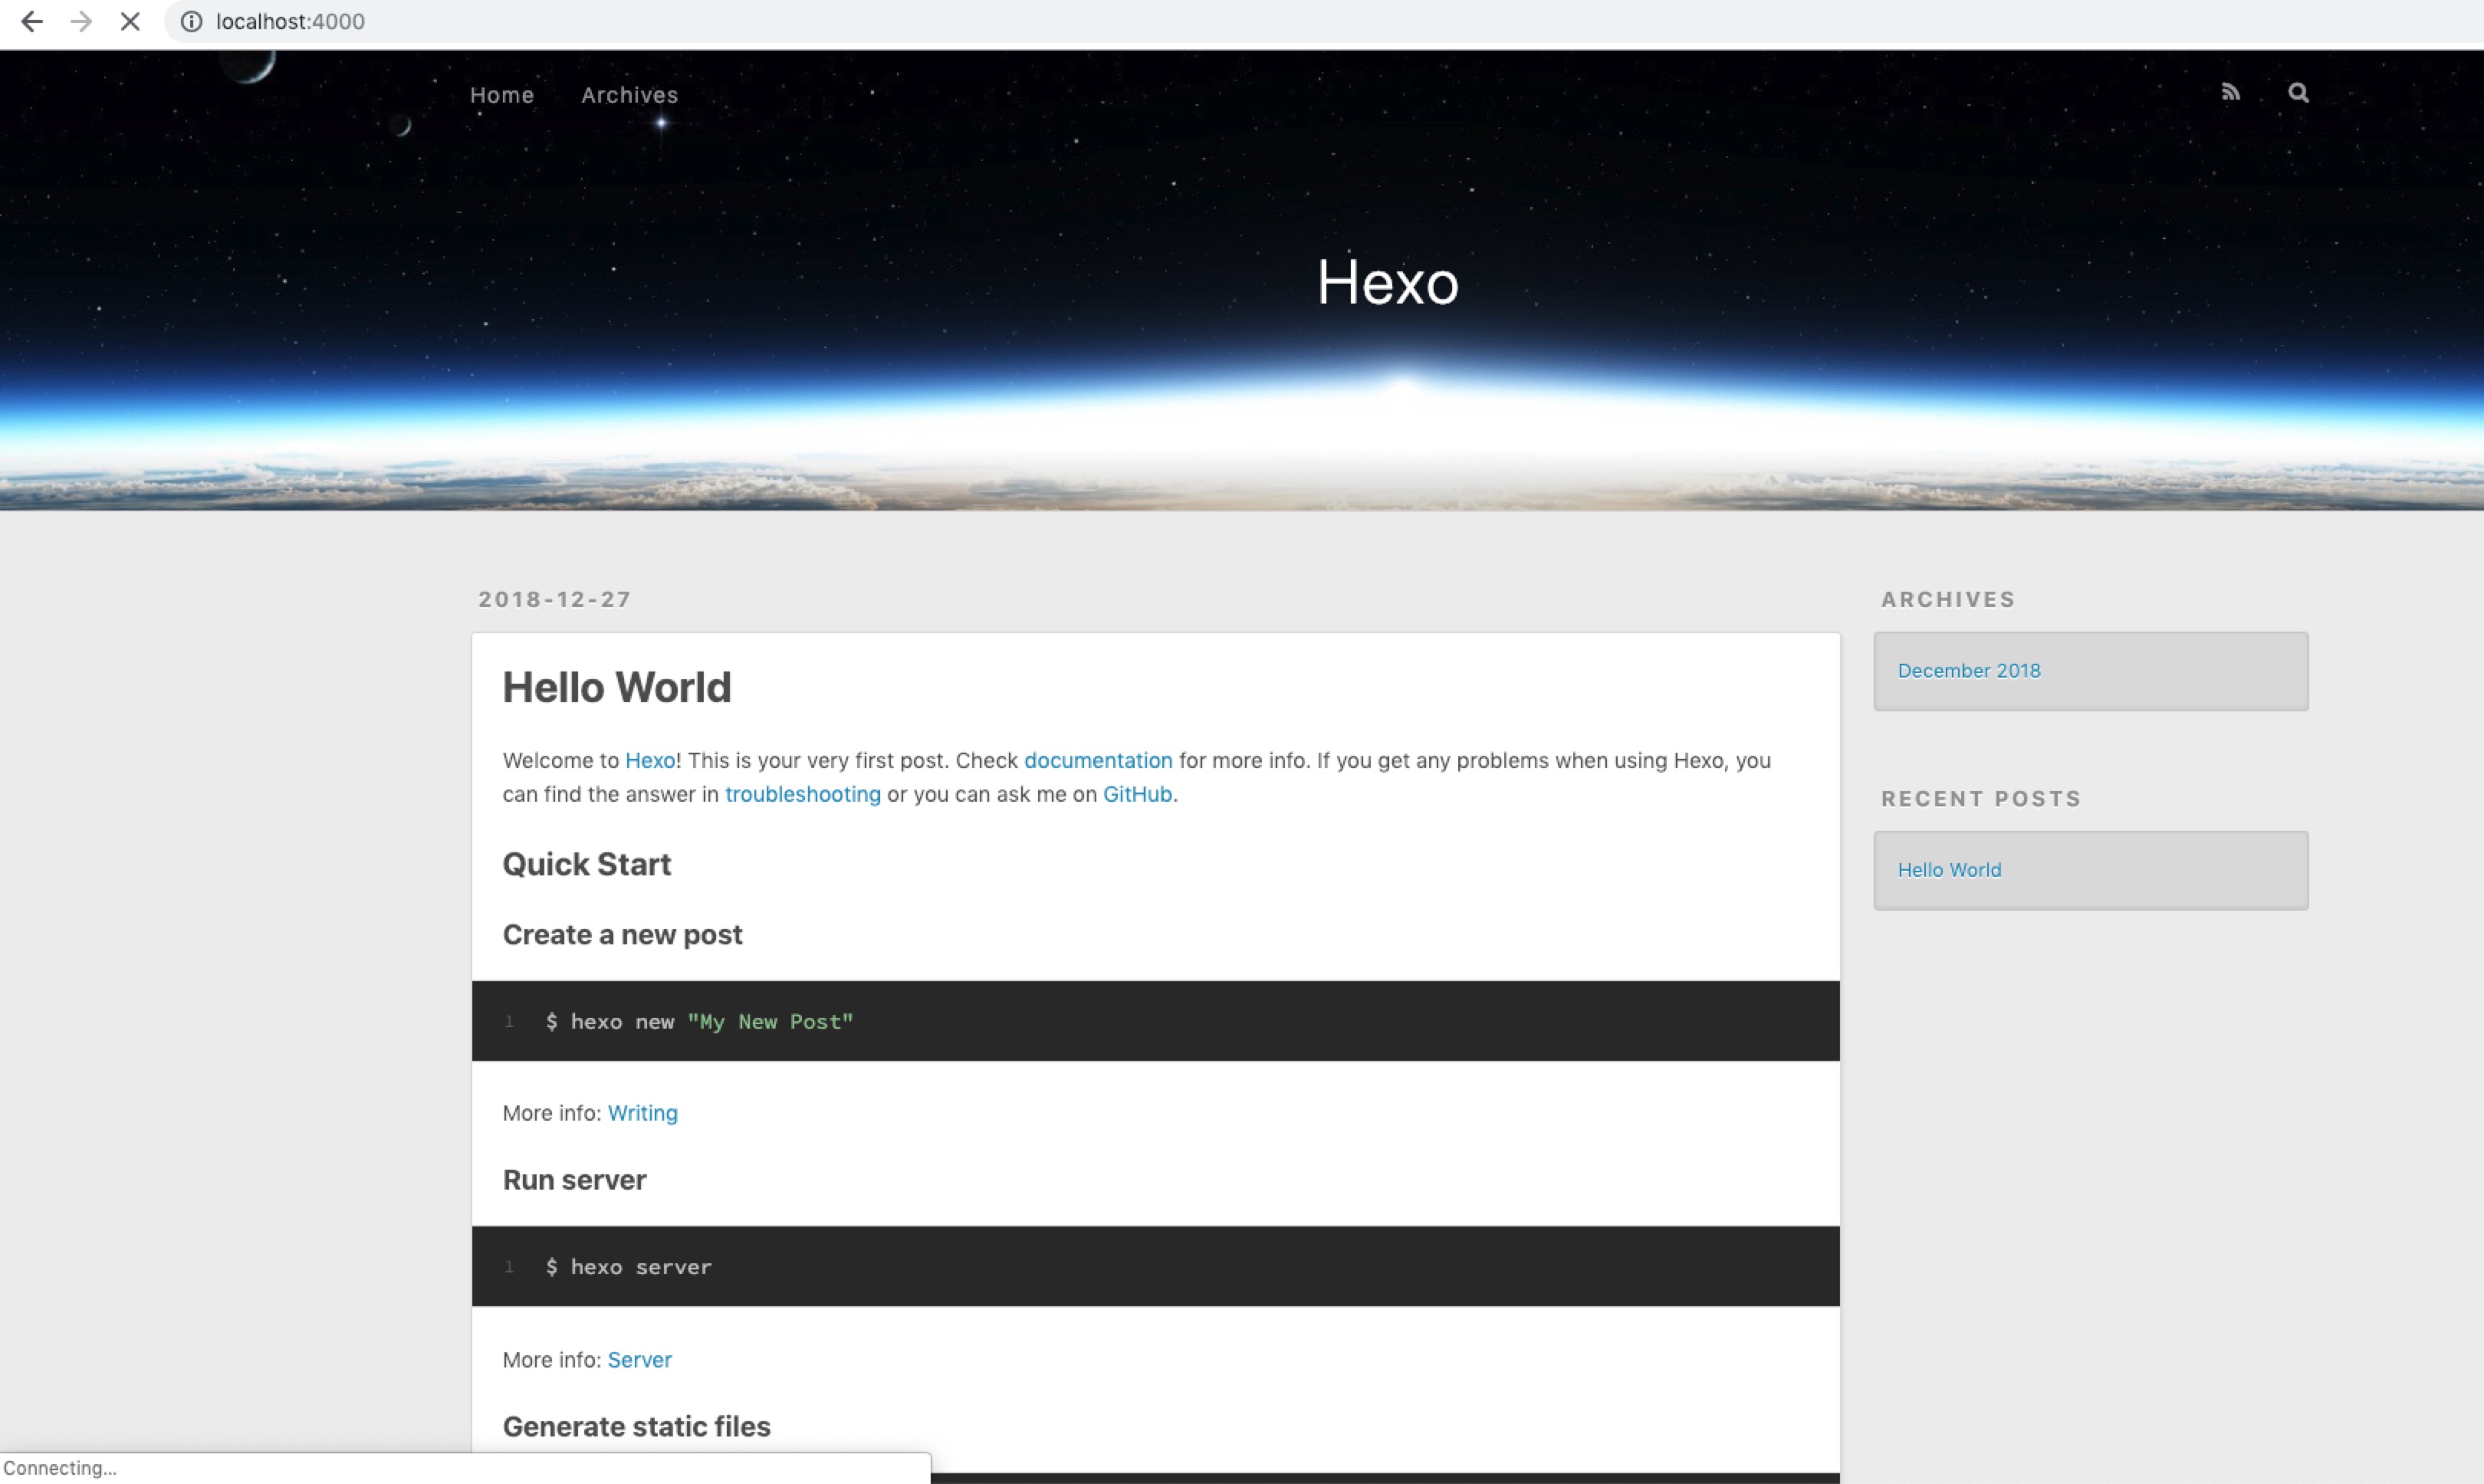 localhost:4000
Home Archives
Hexo
2018-12-27
Hello World
Welcome to Hexo! This is your very first post. Check documentation for more info. If you get any problems when using Hexo, you
can find the answer in troubleshooting or you can ask me on GitHub.
Quick Start
Create a new post
1 $ hexo new "My New Post"
More info: Writing
Run server
1 $ hexo server
More info: Server
Generate static files
ARCHIVES
December 2018
RECENT POSTS
Hello World
Connecting...